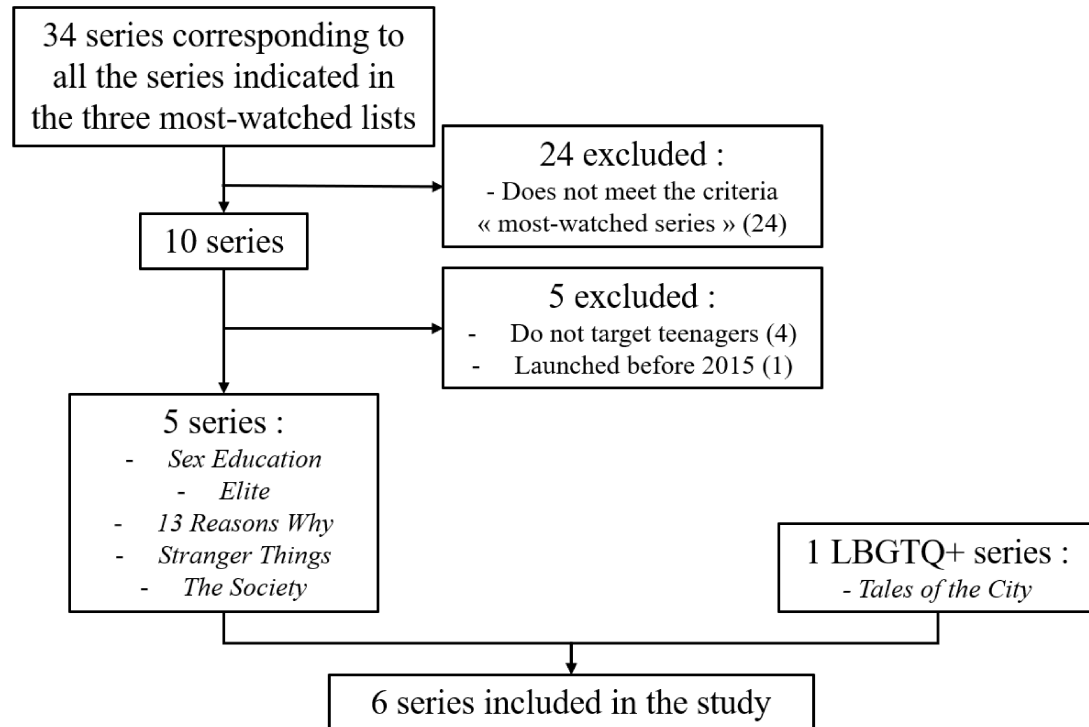 34 series corresponding to
all the series indicated in
the three most-watched lists
24 excluded :
- Does not meet the criteria
« most-watched series » (24)
10 series
5 excluded :
- Do not target teenagers (4)
- Launched before 2015 (1)
5 series :
- Sex Education
- Elite
- 13 Reasons Why
- Stranger Things
- The Society
1 LBGTQ+ series :
- Tales of the City
6 series included in the study